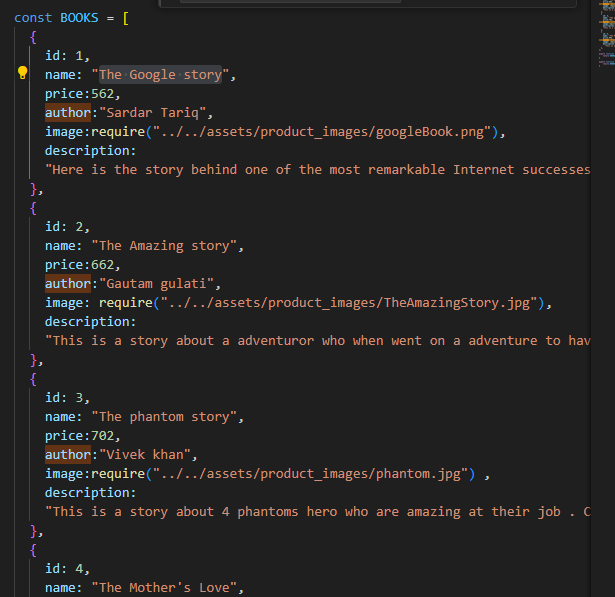 const BOOKS = [
{
id: 1,
name: "The Google story",
price:562,
author:"Sardar Tariq",
image:require("../../assets/product_images/googleBook.png"),
description:
"Here is the story behind one of the most remarkable Internet successes
},
{
id: 2,
name: "The Amazing story",
price:662,
author:"Gautam gulati",
image: require("../../assets/product_images/TheAmazingStory.jpg"),
description:
"This is a story about a adventuror who when went on a adventure to hav
},
{
id: 3,
name: "The phantom story",
price:702,
author:"Vivek khan",
image:require("../../assets/product_images/phantom.jpg") ,
description:
"This is a story about 4 phantoms hero who are amazing at their job . C
},
{
id: 4,
name: "The Mother's Love",